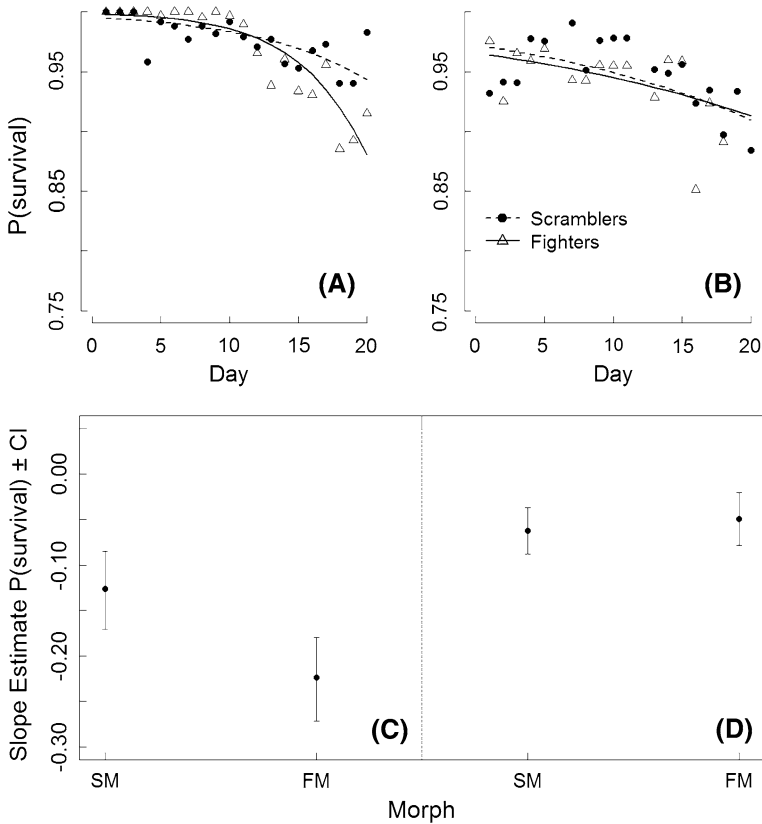 P(survival)
0.95
0.85
0.75
(A)
0 5 10 15 20
Day
0.95
0.85
0.75
Scramblers
Fighters
(B)
0 5 10 15 20
Day
Slope Estimate P(survival) ± CI
0.00
-0.10
-0.20
-0.30
(C)
(D)
SM FM SM FM
Morph